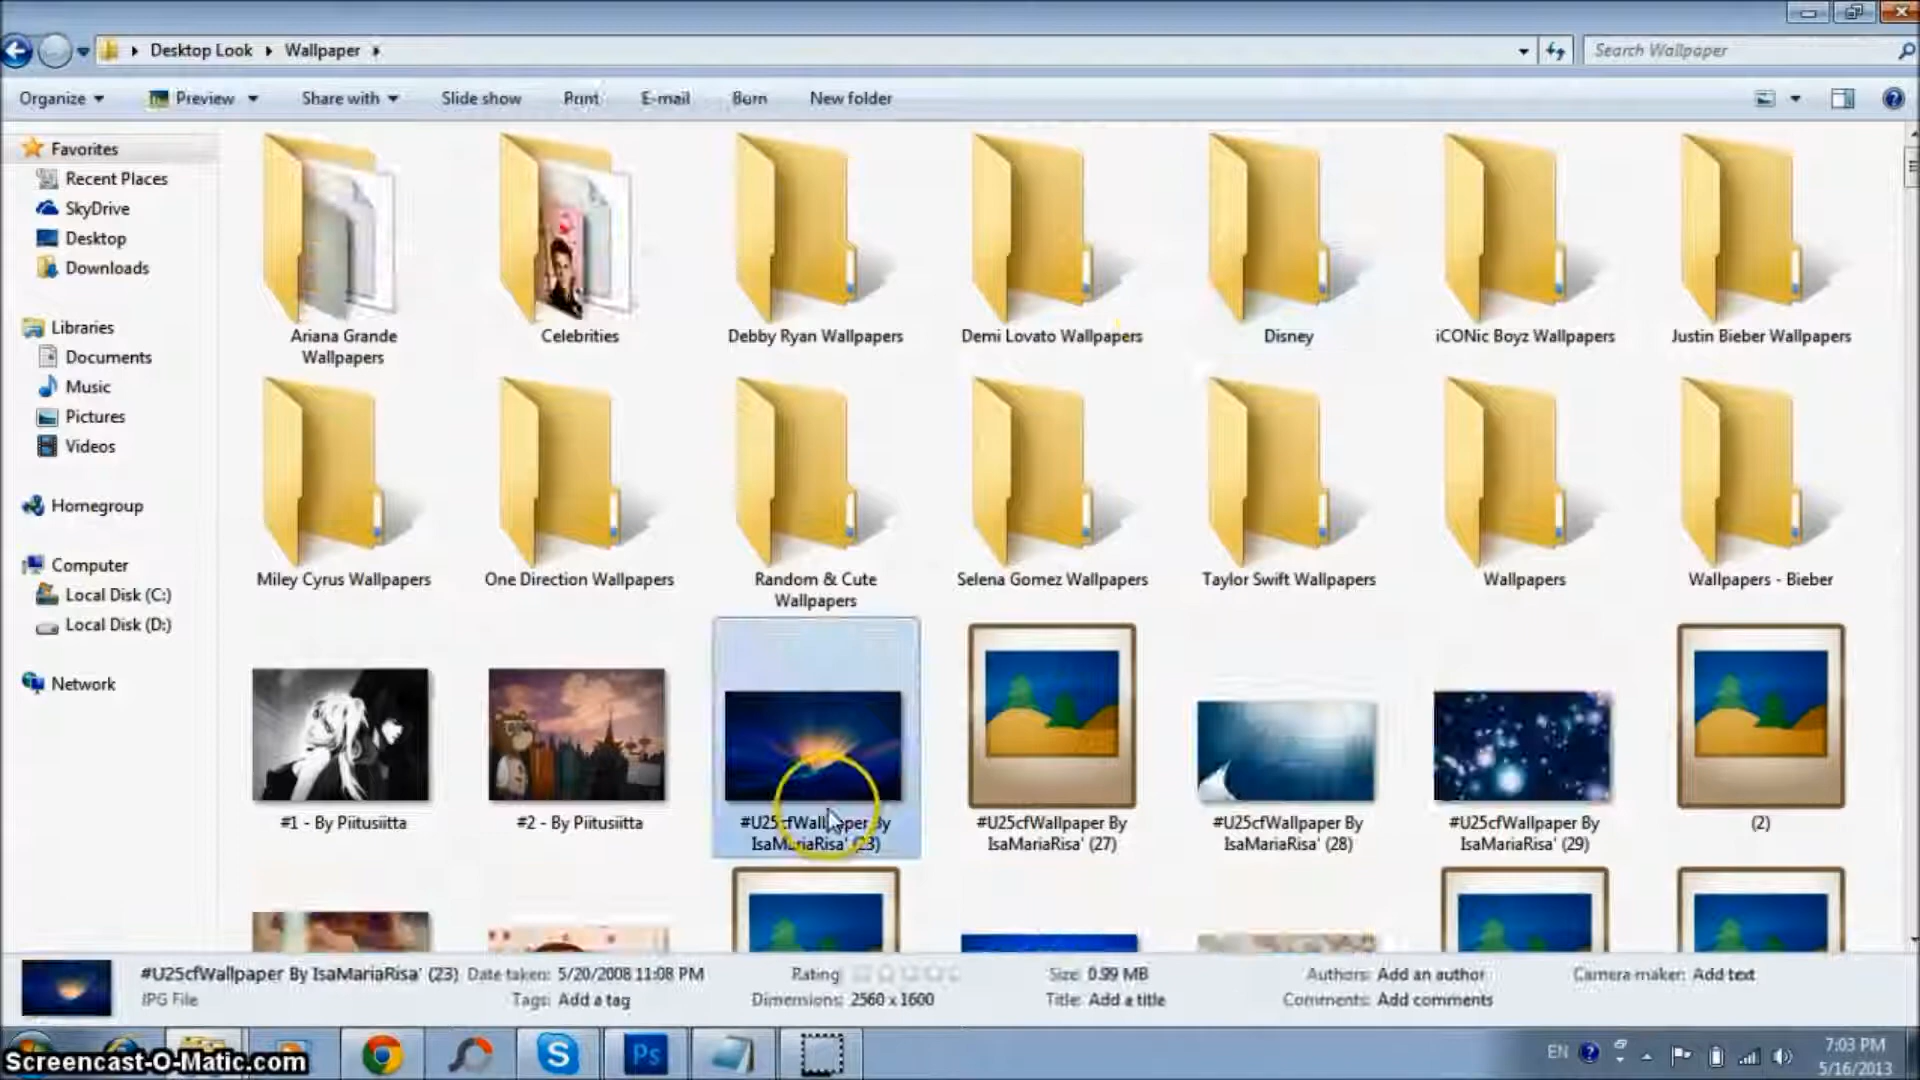 Desktop Look Wallpaper
Search Wallpaper
Organize Preview Share with Slide show Print E-mail Burn New folder
Favorites
Recent Places
SkyDrive
Desktop
Downloads
Libraries
Documents
Music
Pictures
Videos
Homegroup
Computer
Local Disk (C:)
Local Disk (D:)
Network
Ariana Grande
Wallpapers
Celebrities
Debby Ryan Wallpapers
Demi Lovato Wallpapers
Disney
iCONic Boyz Wallpapers
Justin Bieber Wallpapers
Miley Cyrus Wallpapers
One Direction Wallpapers
Random & Cute
Wallpapers
Selena Gomez Wallpapers
Taylor Swift Wallpapers
Wallpapers
Wallpapers - Bieber
#1 - By Piitusiitta
#2 - By Piitusiitta
#U25cfWallpaper By
IsaMariaRisa' (23)
#U25cfWallpaper By
IsaMariaRisa' (27)
#U25cfWallpaper By
IsaMariaRisa' (28)
#U25cfWallpaper By
IsaMariaRisa' (29)
(2)
#U25cfWallpaper By IsaMariaRisa' (23) Date taken: 5/20/2008 11:08 PM Rating: Size: 0.99 MB Authors: Add an author Camera maker: Add text
JPG File Tags: Add a tag Dimensions: 2560 x 1600 Title: Add a title Comments: Add comments
Screencast-O-Matic.com
Ps
EN
7:03 PM
5/16/2013